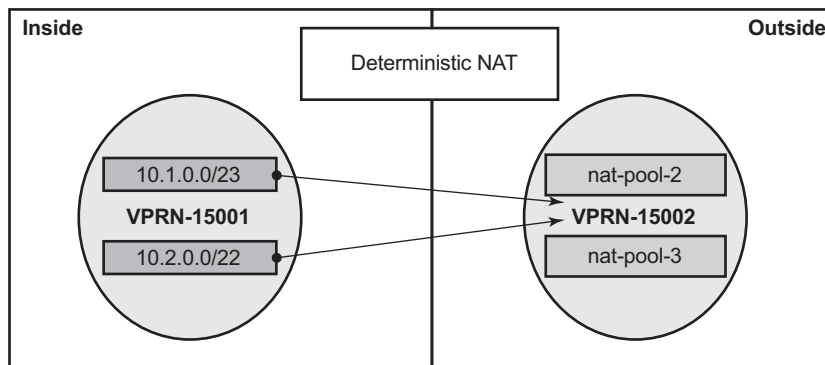 Inside
Outside
Deterministic NAT
10.1.0.0/23
VPRN-15001
10.2.0.0/22
nat-pool-2
VPRN-15002
nat-pool-3